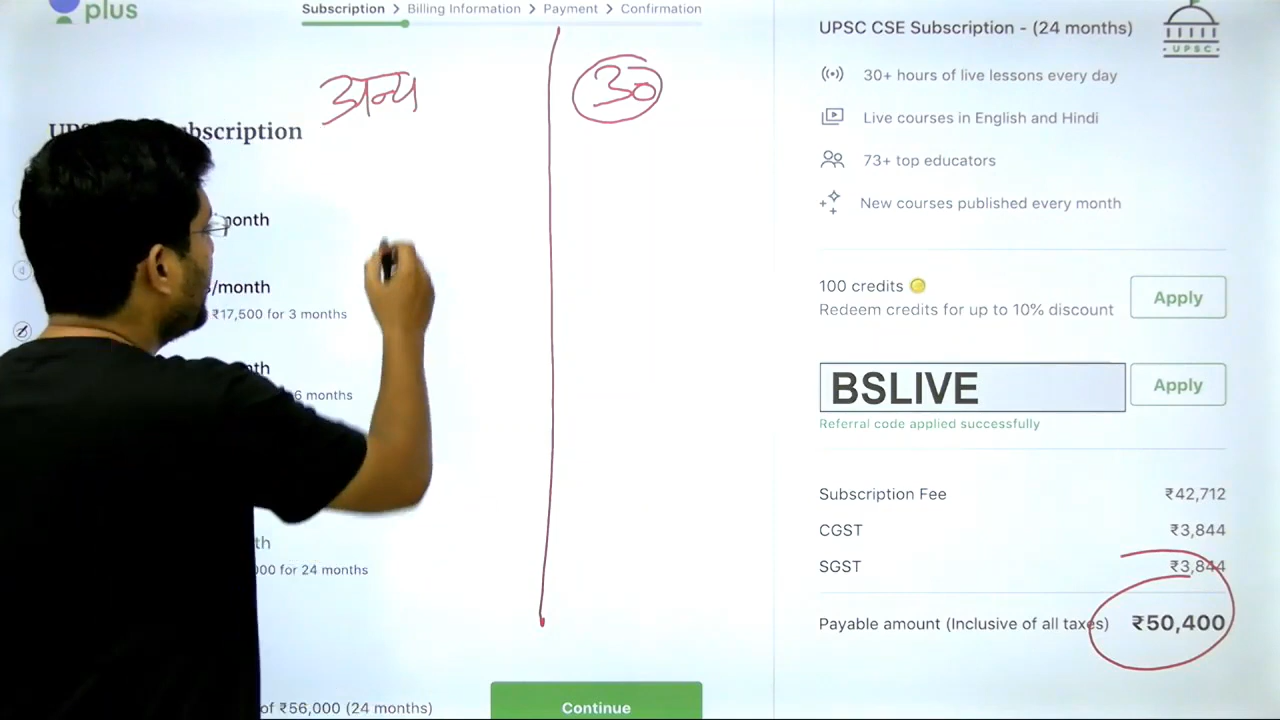 plus
Subscription > Billing Information > Payment > Confirmation
अन्य
30
bscription
month
/month
₹17,500 for 3 months
6 months
for 24 months
of ₹56,000 (24 months)
Continue
UPSC CSE Subscription - (24 months)
UPSC
30+ hours of live lessons every day
Live courses in English and Hindi
73+ top educators
New courses published every month
100 credits
Redeem credits for up to 10% discount
Apply
BSLIVE
Apply
Referral code applied successfully
Subscription Fee ₹42,712
CGST ₹3,844
SGST ₹3,844
Payable amount (Inclusive of all taxes) ₹50,400